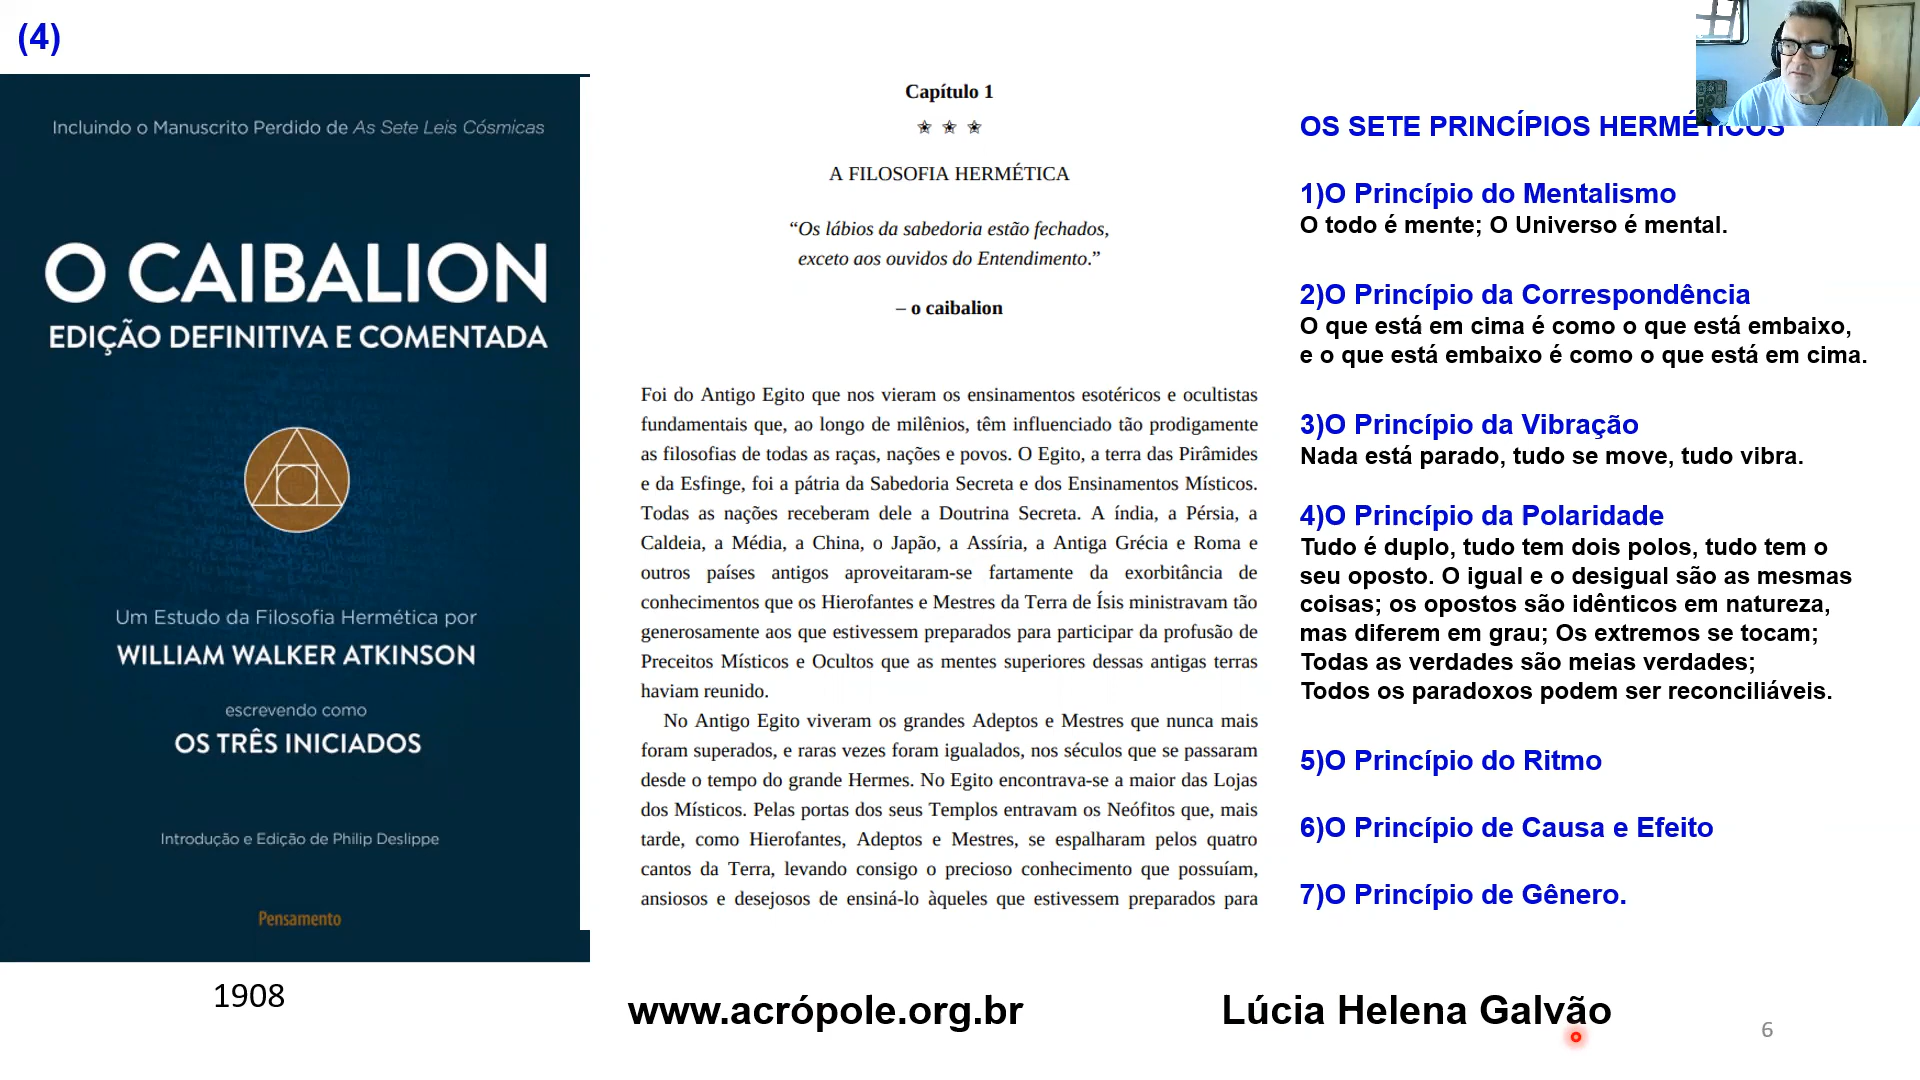 (4)
Incluindo o Manuscrito Perdido de As Sete Leis Cósmicas
O CAIBALION
EDIÇÃO DEFINITIVA E COMENTADA
Um Estudo da Filosofia Hermética por
WILLIAM WALKER ATKINSON
escrevendo como
OS TRÊS INICIADOS
Introdução e Edição de Philip Deslippe
Pensamento
1908
Capítulo 1
A FILOSOFIA HERMÉTICA
“Os lábios da sabedoria estão fechados,
exceto aos ouvidos do Entendimento.”
– o caibalion
Foi do Antigo Egito que nos vieram os ensinamentos esotéricos e ocultistas
fundamentais que, ao longo de milênios, têm influenciado tão prodigamente
as filosofias de todas as raças, nações e povos. O Egito, a terra das Pirâmides
e da Esfinge, foi a pátria da Sabedoria Secreta e dos Ensinamentos Místicos.
Todas as nações receberam dele a Doutrina Secreta. A índia, a Pérsia, a
Caldeia, a Média, a China, o Japão, a Assíria, a Antiga Grécia e Roma e
outros países antigos aproveitaram-se fartamente da exorbitância de
conhecimentos que os Hierofantes e Mestres da Terra de Ísis ministravam tão
generosamente aos que estivessem preparados para participar da profusão de
Preceitos Místicos e Ocultos que as mentes superiores dessas antigas terras
haviam reunido.
No Antigo Egito viveram os grandes Adeptos e Mestres que nunca mais
foram superados, e raras vezes foram igualados, nos séculos que se passaram
desde o tempo do grande Hermes. No Egito encontrava-se a maior das Lojas
dos Místicos. Pelas portas dos seus Templos entravam os Neófitos que, mais
tarde, como Hierofantes, Adeptos e Mestres, se espalharam pelos quatro
cantos da Terra, levando consigo o precioso conhecimento que possuíam,
ansiosos e desejosos de ensiná-lo àqueles que estivessem preparados para
OS SETE PRINCÍPIOS HERMÉTICOS
1)O Princípio do Mentalismo
O todo é mente; O Universo é mental.
2)O Princípio da Correspondência
O que está em cima é como o que está embaixo,
e o que está embaixo é como o que está em cima.
3)O Princípio da Vibração
Nada está parado, tudo se move, tudo vibra.
4)O Princípio da Polaridade
Tudo é duplo, tudo tem dois polos, tudo tem o
seu oposto. O igual e o desigual são as mesmas
coisas; os opostos são idênticos em natureza,
mas diferem em grau; Os extremos se tocam;
Todas as verdades são meias verdades;
Todos os paradoxos podem ser reconciliáveis.
5)O Princípio do Ritmo
6)O Princípio de Causa e Efeito
7)O Princípio de Gênero.
www.acrópole.org.br
Lúcia Helena Galvão
6